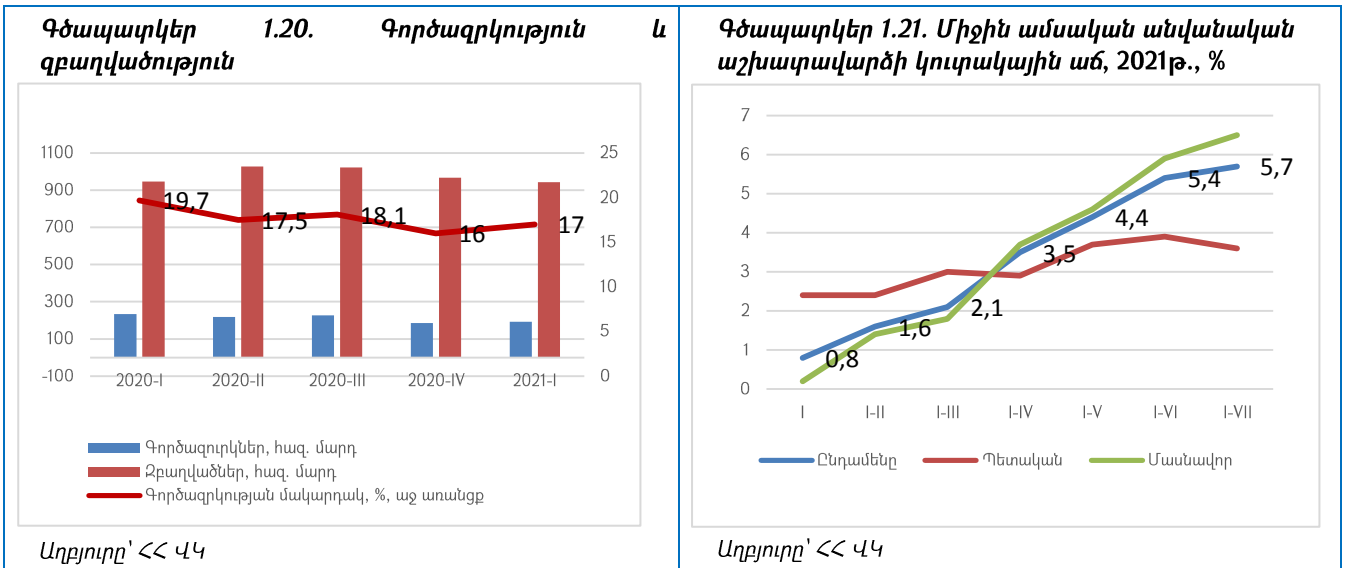 Գծապատկեր 1.20. Գործազրկություն և
զբաղվածություն
1100
900
700
500
300
100
-100
25
20
15
10
5
0
19,7
17,5
18,1
16
17
2020-I
2020-II
2020-III
2020-IV
2021-I
Գործազուրկներ, հազ. մարդ
Զբաղվածներ, հազ. մարդ
Գործազրկության մակարդակ, %, աջ առանցք
Աղբյուրը՝ ՀՀ ՎԿ
Գծապատկեր 1.21. Միջին ամսական անվանական
աշխատավարձի կուտակային աճ, 2021թ., %
7
6
5
4
3
2
1
0
0,8
1,6
2,1
3,5
4,4
5,4
5,7
I
I-II
I-III
I-IV
I-V
I-VI
I-VII
Ընդամենը
Պետական
Մասնավոր
Աղբյուրը՝ ՀՀ ՎԿ